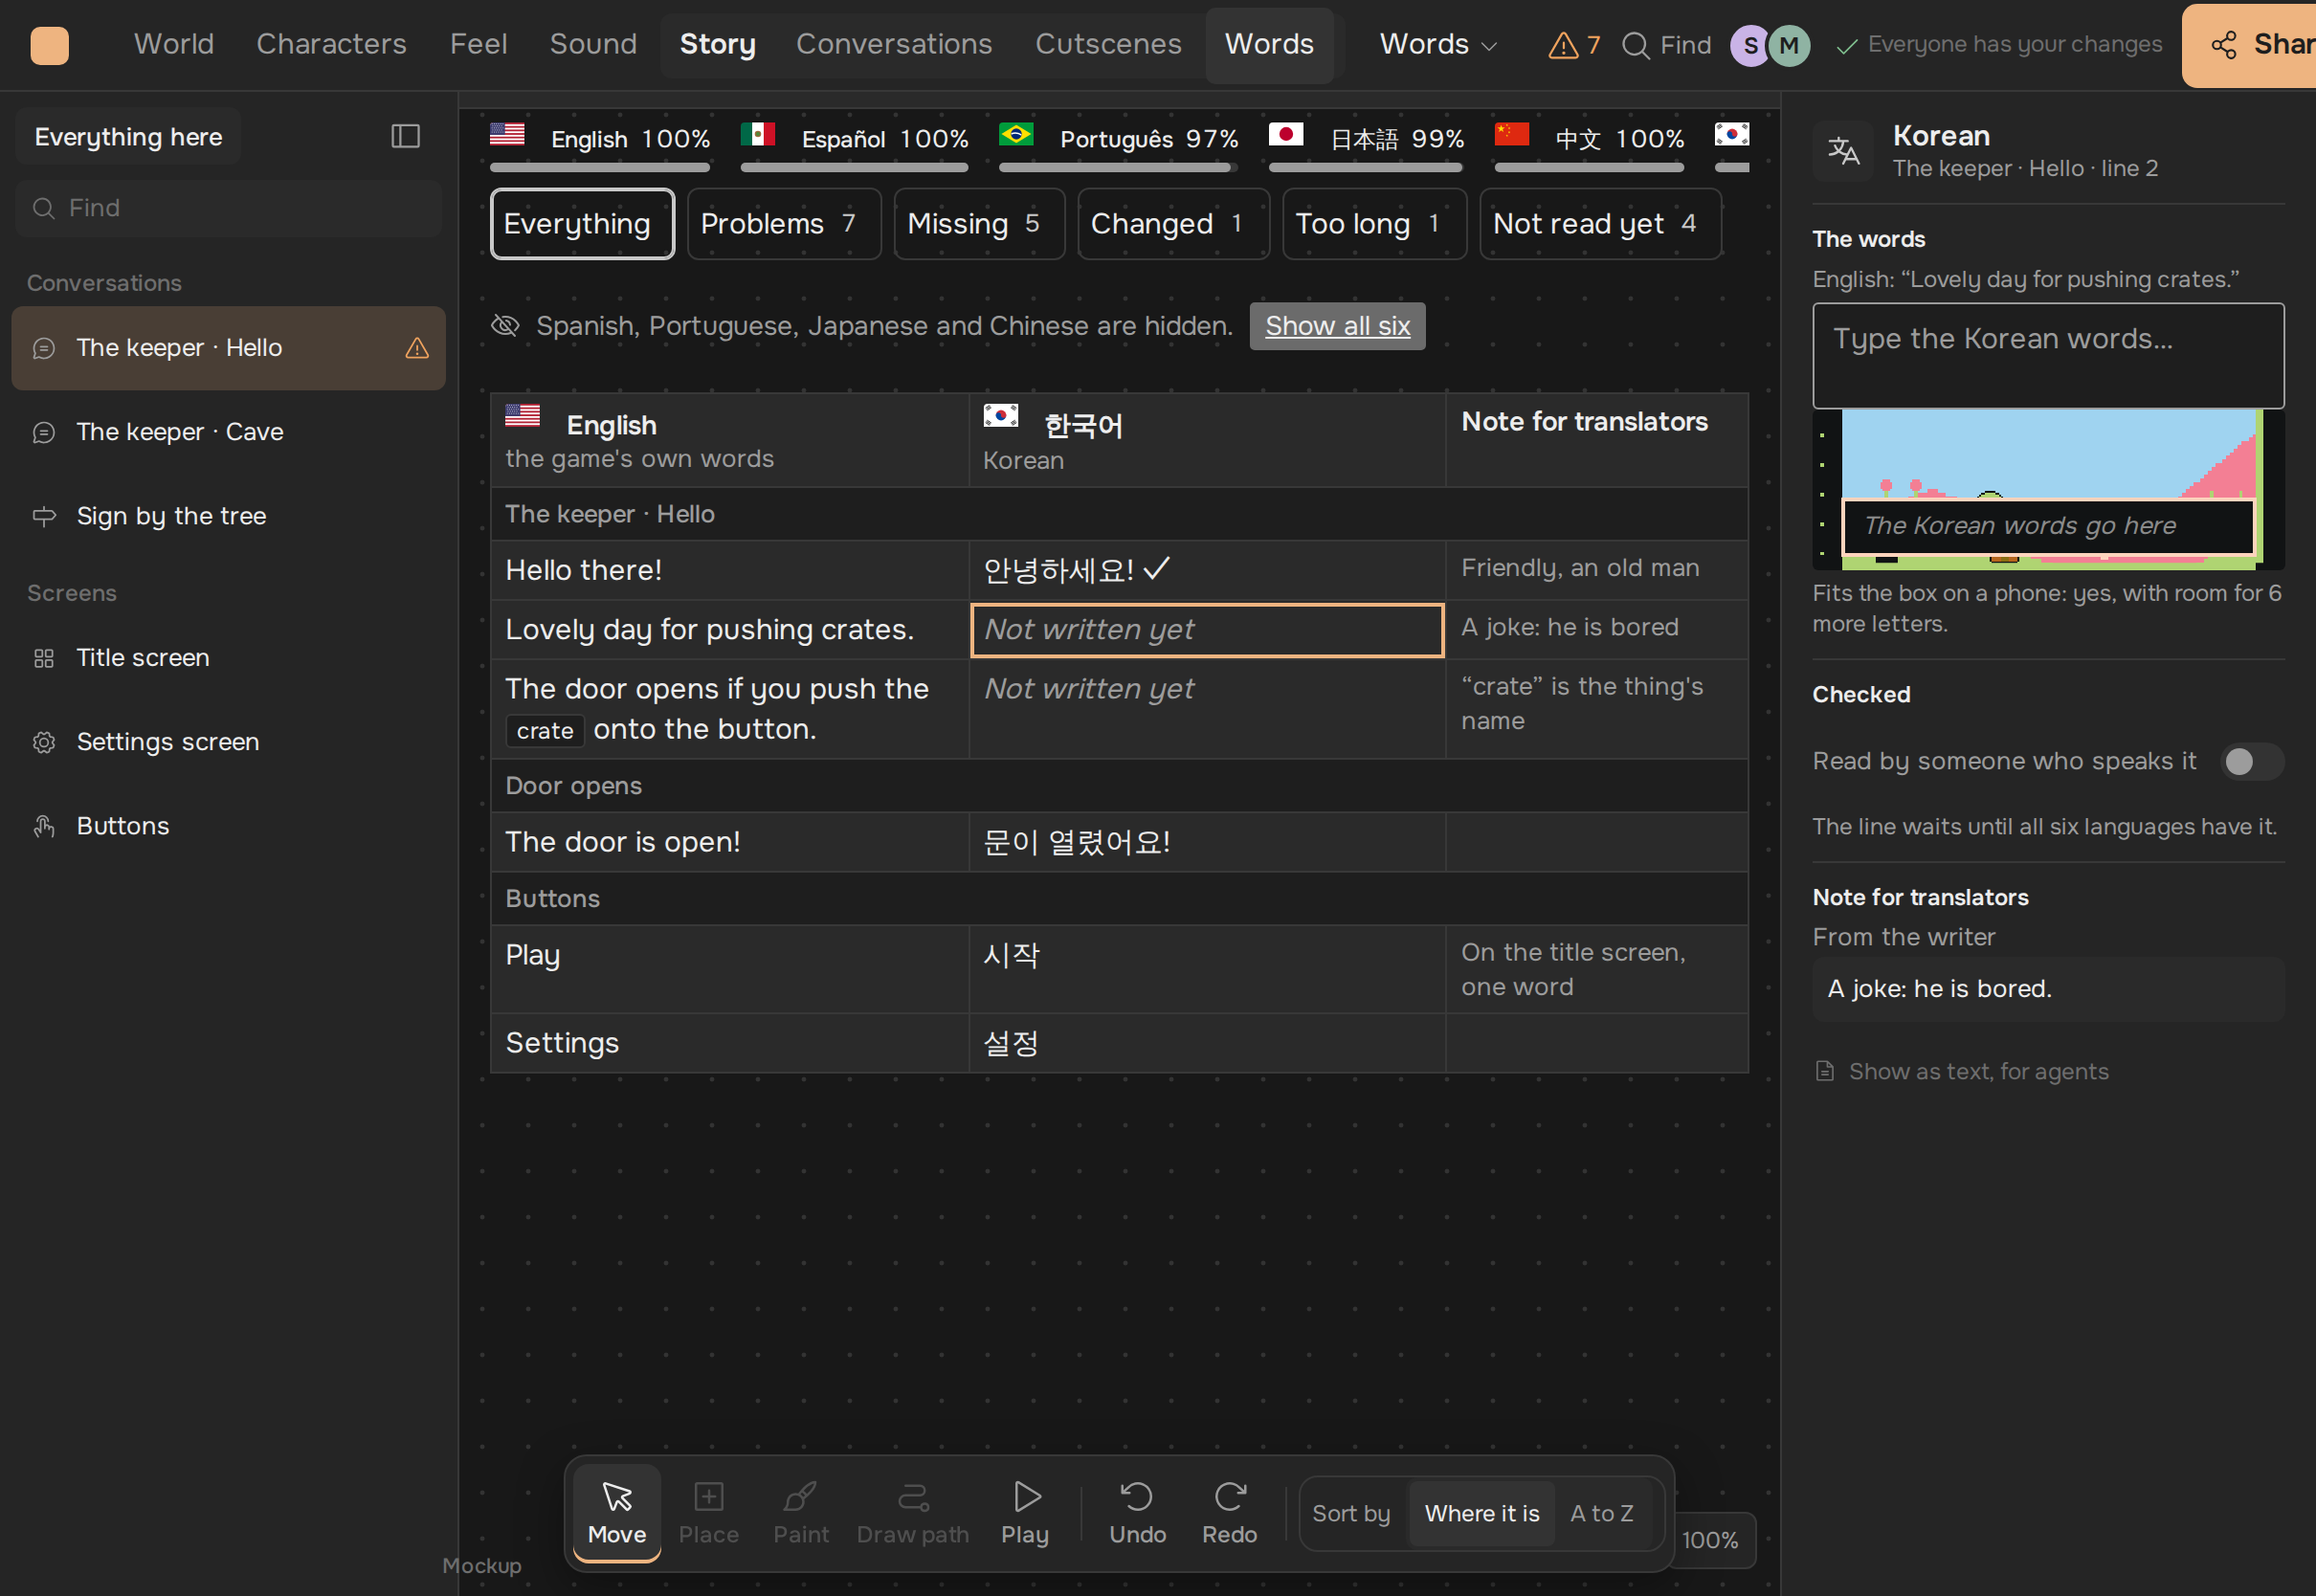 World Characters Feel Sound Story Conversations Cutscenes Words Words 7 Find S M Everyone has your changes
Everything here
Find
Conversations
The keeper · Hello
The keeper · Cave
Sign by the tree
Screens
Title screen
Settings screen
Buttons
English 100% Español 100% Português 97% 日本語 99% 中文 100%
Everything Problems 7 Missing 5 Changed 1 Too long 1 Not read yet 4
Spanish, Portuguese, Japanese and Chinese are hidden. Show all six
English 한국어 Note for translators
the game's own words Korean
The keeper · Hello
Hello there! 안녕하세요! Friendly, an old man
Lovely day for pushing crates. Not written yet A joke: he is bored
The door opens if you push the Not written yet “crate” is the thing's
crate onto the button. name
Door opens
The door is open! 문이 열렸어요!
Buttons
Play 시작 On the title screen,
one word
Settings 설정
Move Place Paint Draw path Play Undo Redo Sort by Where it is A to Z 100%
Mockup
Korean
The keeper · Hello · line 2
The words
English: “Lovely day for pushing crates.”
Type the Korean words...
The Korean words go here
Fits the box on a phone: yes, with room for 6
more letters.
Checked
Read by someone who speaks it
The line waits until all six languages have it.
Note for translators
From the writer
A joke: he is bored.
Show as text, for agents